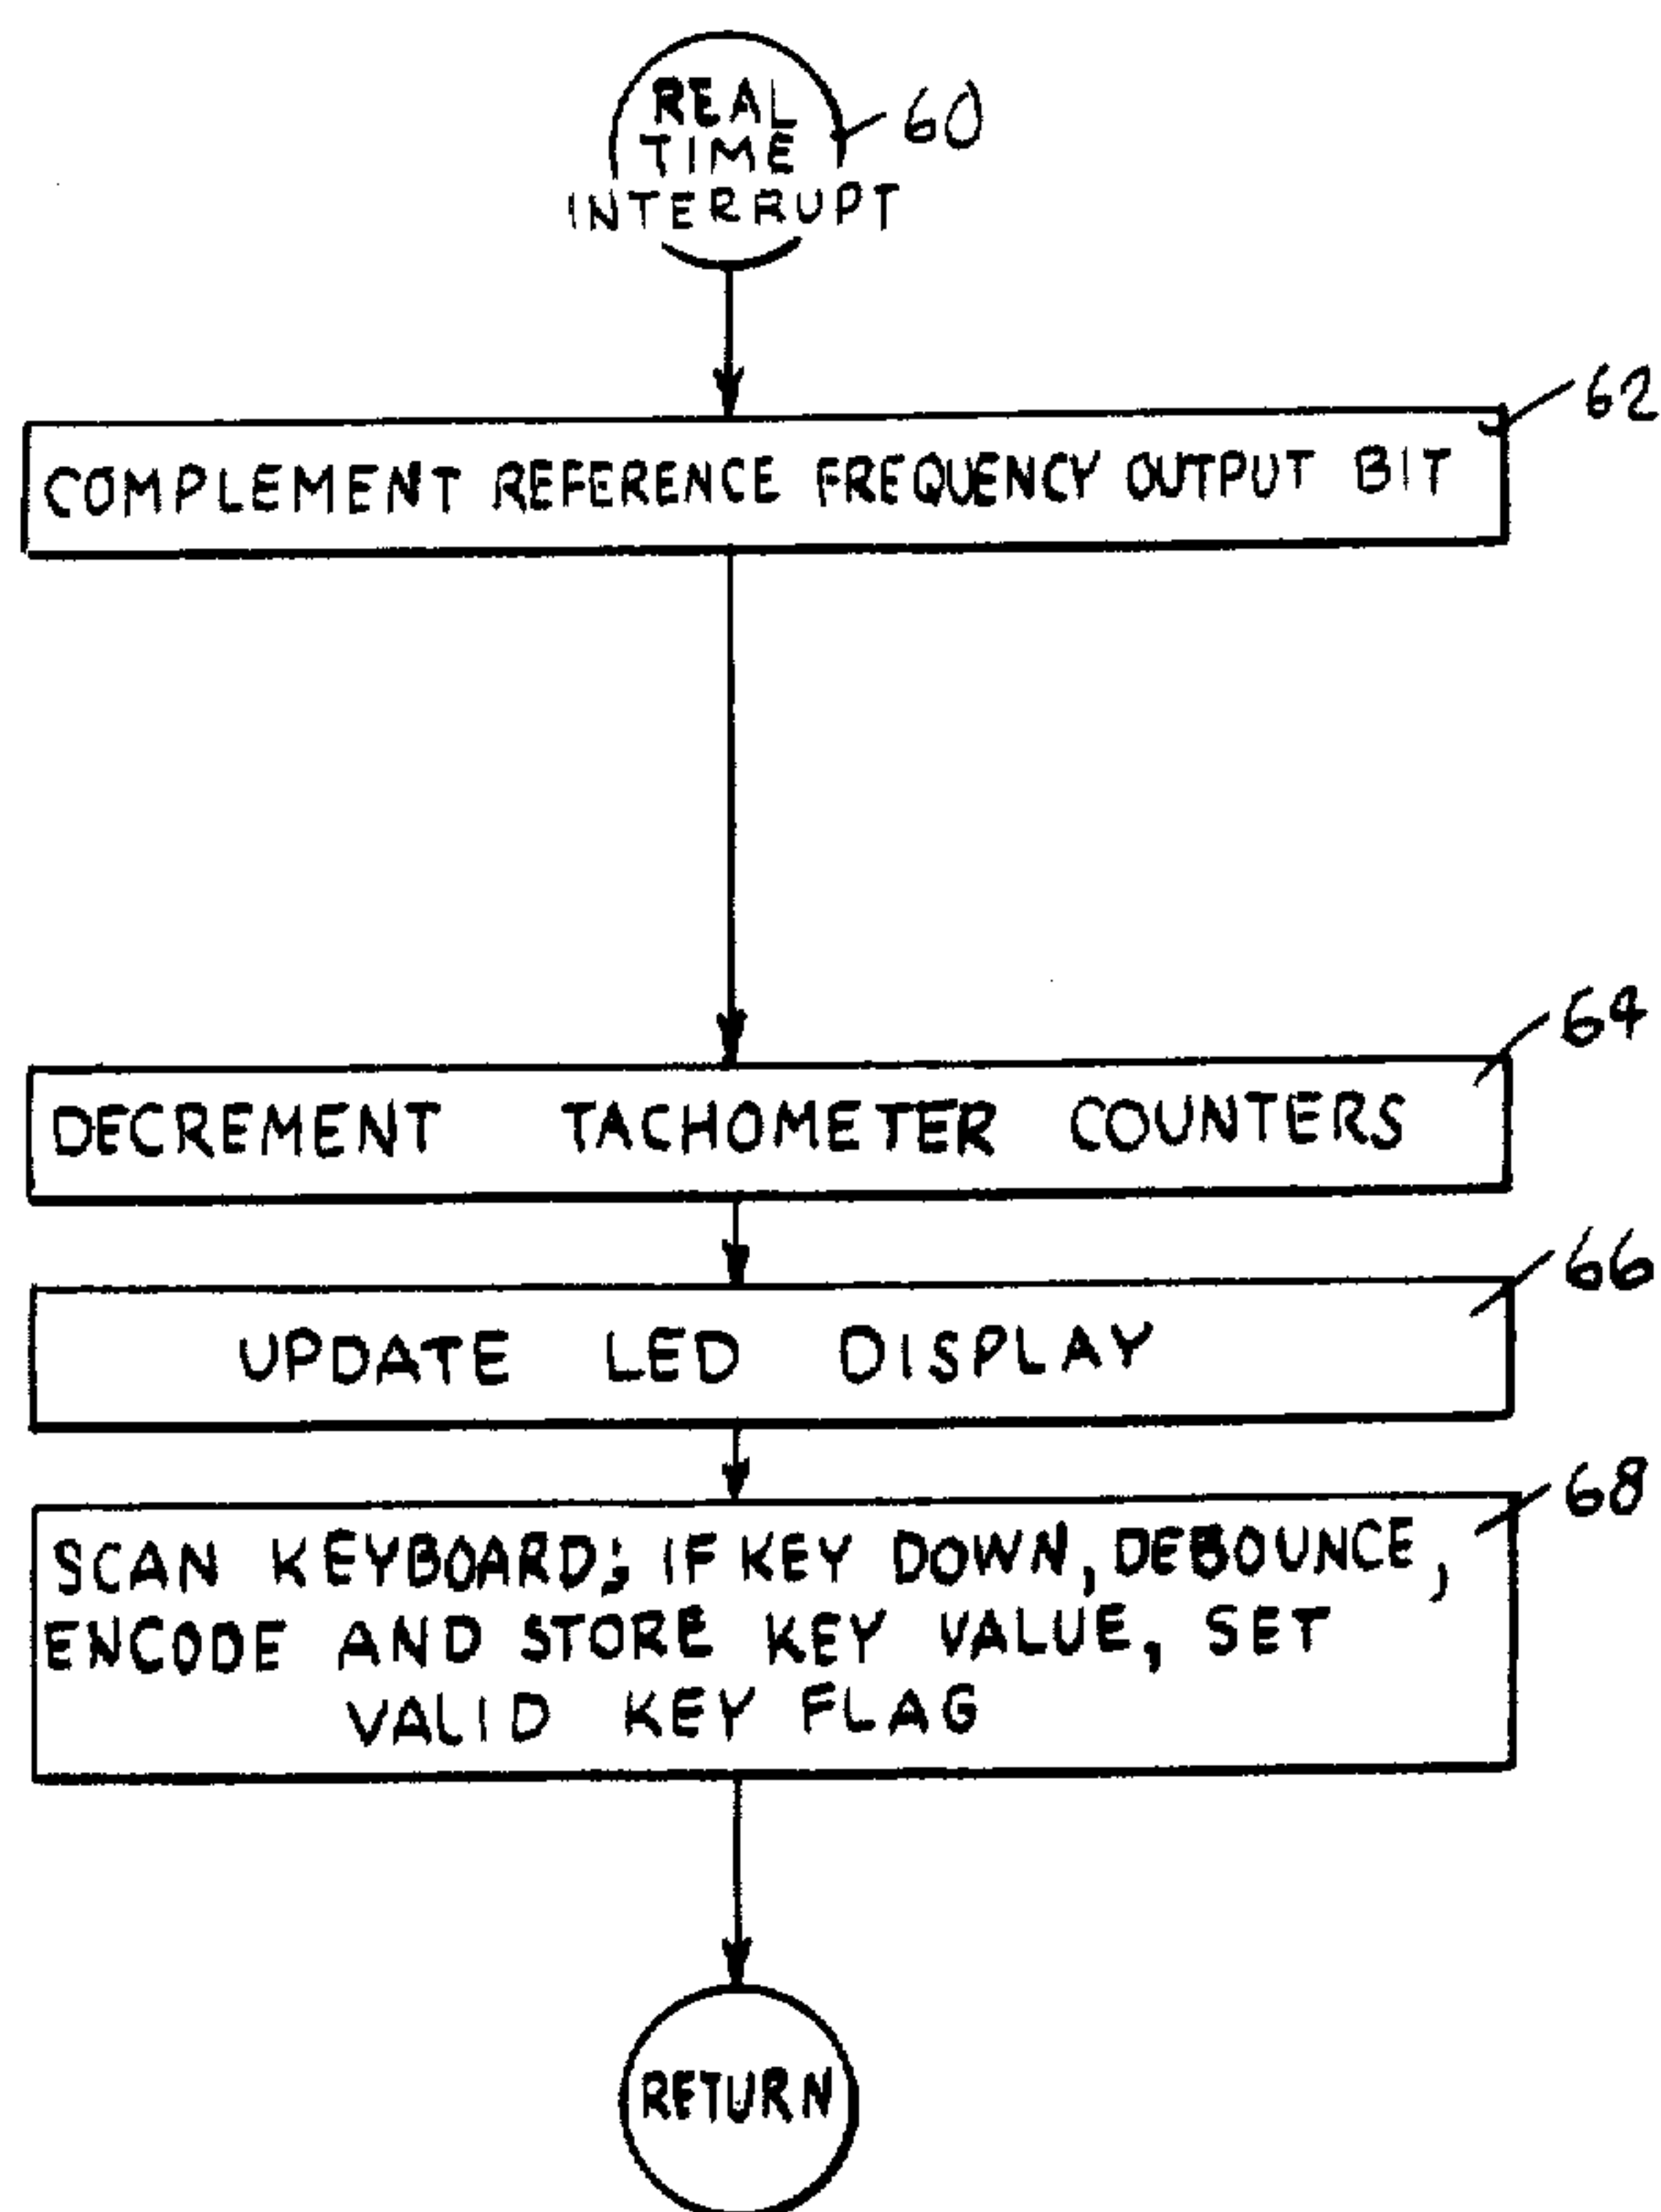 REAL
TIME
INTERRUPT
60
62
COMPLEMENT REFERENCE FREQUENCY OUTPUT BIT
64
DECREMENT TACHOMETER COUNTERS
66
UPDATE LED DISPLAY
68
SCAN KEYBOARD; IF KEY DOWN, DEBOUNCE,
ENCODE AND STORE KEY VALUE, SET
VALID KEY FLAG
RETURN